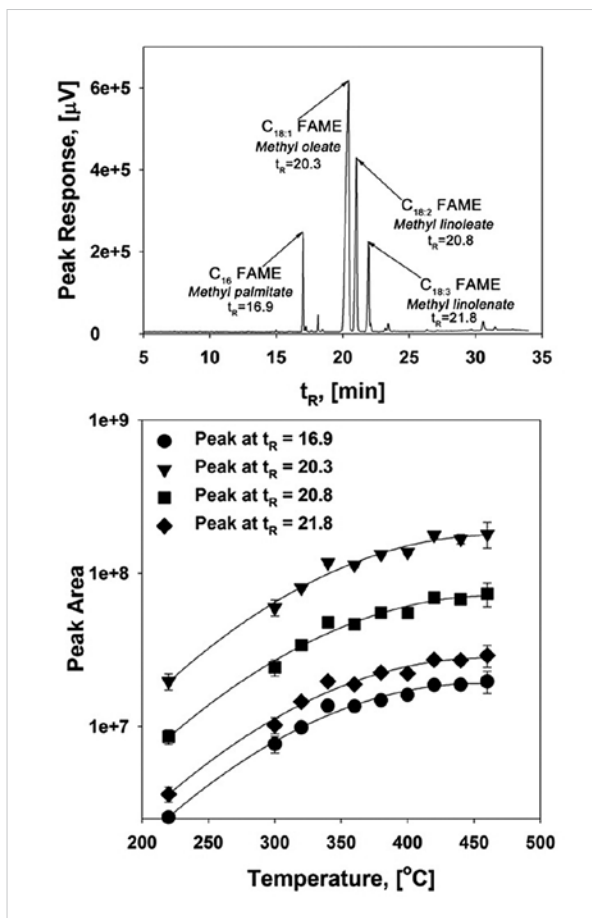 Peak Response, [µV]
6e+5
4e+5
2e+5
0
C18:1 FAME
Methyl oleate
tR=20.3
C18:2 FAME
Methyl linoleate
tR=20.8
C16 FAME
Methyl palmitate
tR=16.9
C18:3 FAME
Methyl linolenate
tR=21.8
5 10 15 20 25 30 35
tR, [min]
Peak Area
1e+9
1e+8
1e+7
Peak at tR = 16.9
Peak at tR = 20.3
Peak at tR = 20.8
Peak at tR = 21.8
200 250 300 350 400 450 500
Temperature, [oC]